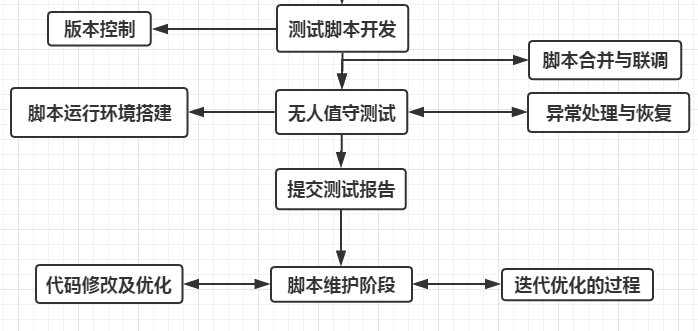 版本控制
测试脚本开发
脚本合并与联调
脚本运行环境搭建
无人值守测试
异常处理与恢复
提交测试报告
代码修改及优化
脚本维护阶段
迭代优化的过程